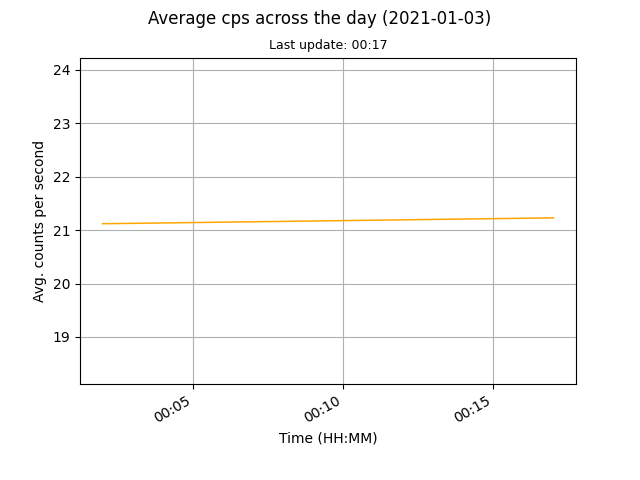 Average cps across the day (2021-01-03)
Last update: 00:17
24
23
22
21
20
19
Avg. counts per second
00:05
00:10
00:15
Time (HH:MM)